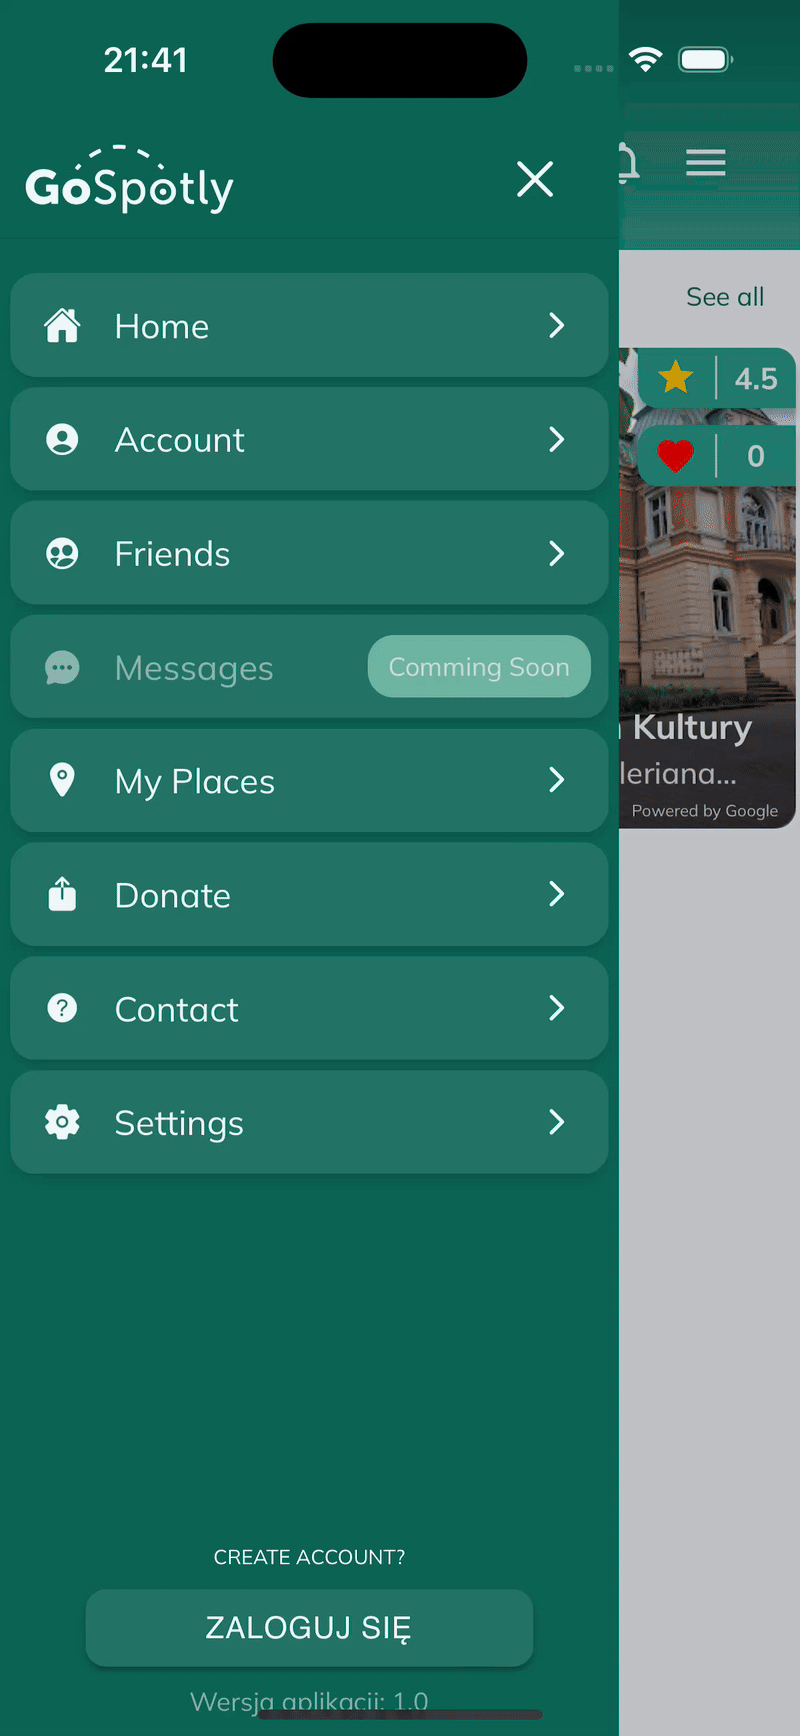 21:41
GoSpotly
See all
Home
4.5
Account
0
Friends
Messages
Comming Soon
Kultury
My Places
leriana...
Powered by Google
Donate
Contact
Settings
CREATE ACCOUNT?
ZALOGUJ SIĘ
Wersja aplikacji: 1.0